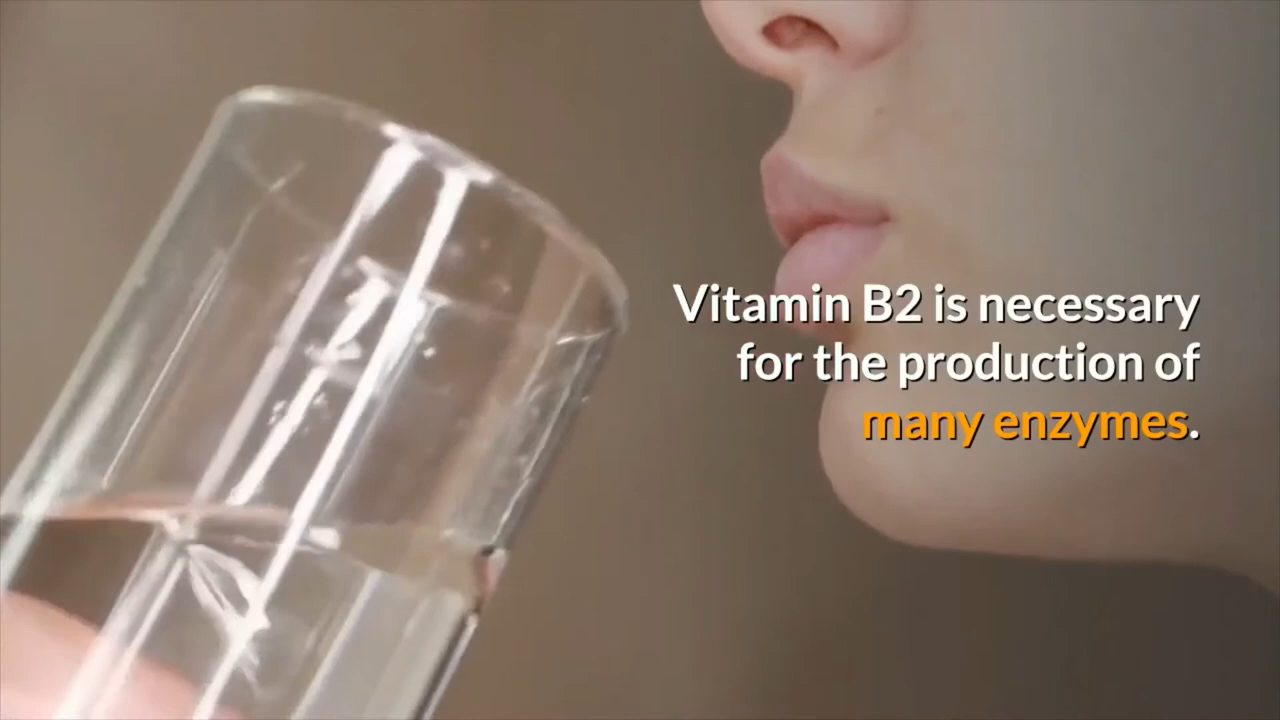 Vitamin B2 is necessary
for the production of
many enzymes.